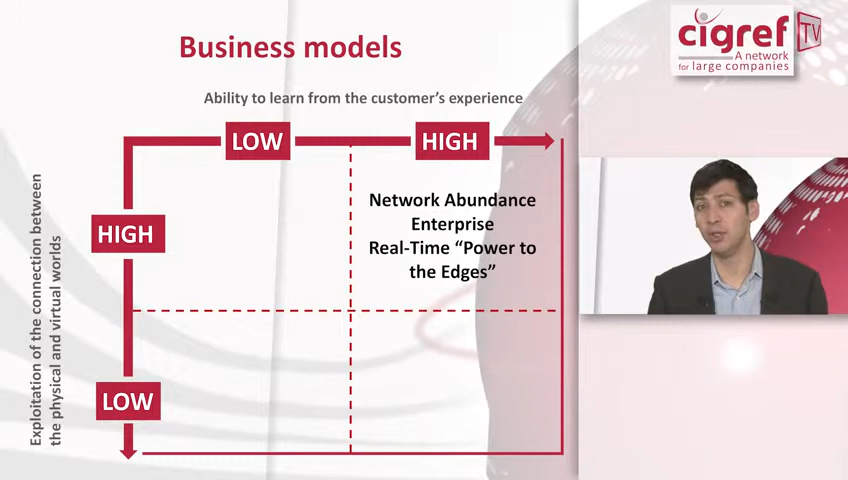 Business models
cigref
TV
A network
for large companies
Ability to learn from the customer's experience
LOW
HIGH
Exploitation of the connection between
the physical and virtual worlds
HIGH
Network Abundance
Enterprise
Real-Time “Power to
the Edges”
LOW